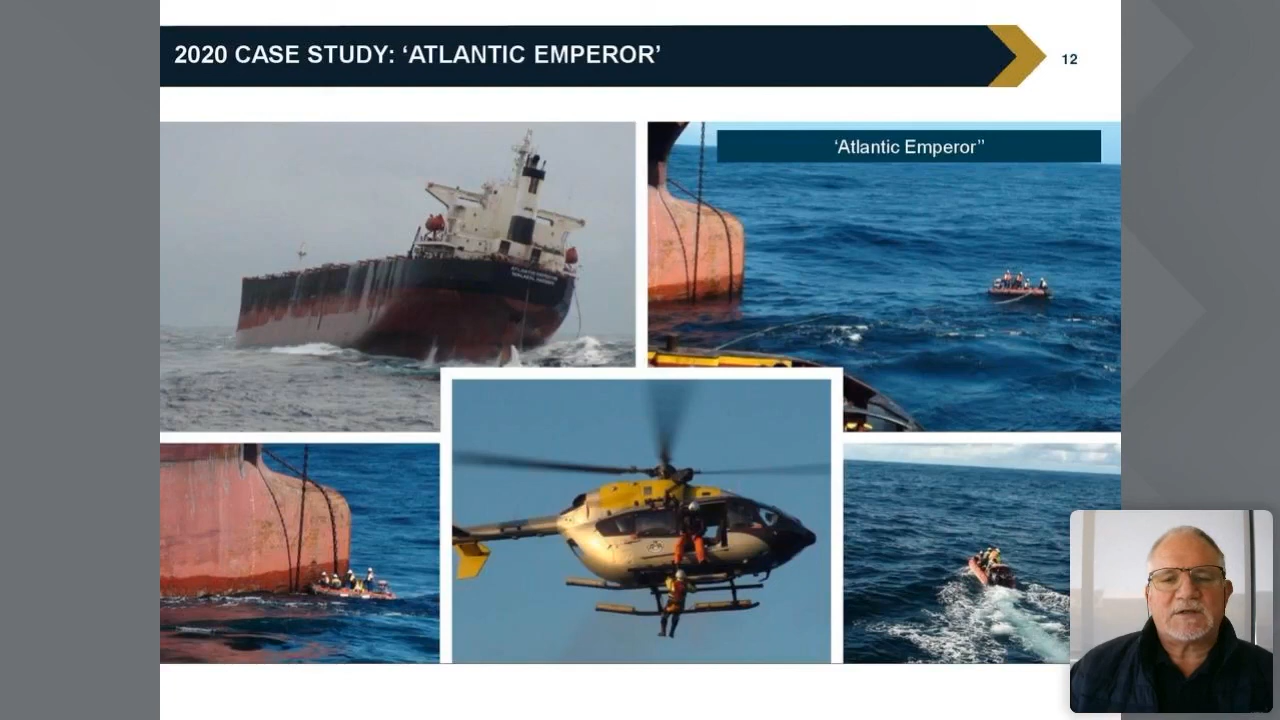 2020 CASE STUDY: ‘ATLANTIC EMPEROR’
12
‘Atlantic Emperor’’